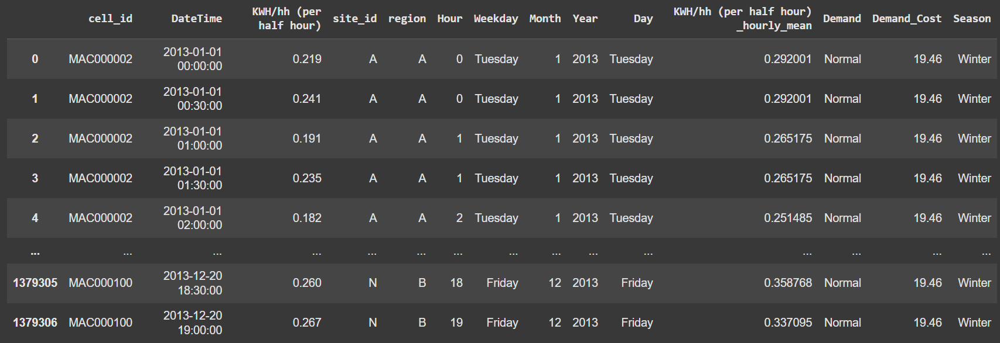 cell_id DateTime KWH/hh (per half hour) site_id region Hour Weekday Month Year Day KWH/hh (per half hour) _hourly_mean Demand Demand_Cost Season
0 MAC000002 2013-01-01 00:00:00 0.219 A A 0 Tuesday 1 2013 Tuesday 0.292001 Normal 19.46 Winter
1 MAC000002 2013-01-01 00:30:00 0.241 A A 0 Tuesday 1 2013 Tuesday 0.292001 Normal 19.46 Winter
2 MAC000002 2013-01-01 01:00:00 0.191 A A 1 Tuesday 1 2013 Tuesday 0.265175 Normal 19.46 Winter
3 MAC000002 2013-01-01 01:30:00 0.235 A A 1 Tuesday 1 2013 Tuesday 0.265175 Normal 19.46 Winter
4 MAC000002 2013-01-01 02:00:00 0.182 A A 2 Tuesday 1 2013 Tuesday 0.251485 Normal 19.46 Winter
... ... ... ... ... ... ... ... ... ... ... ... ... ... ...
1379305 MAC000100 2013-12-20 18:30:00 0.260 N B 18 Friday 12 2013 Friday 0.358768 Normal 19.46 Winter
1379306 MAC000100 2013-12-20 19:00:00 0.267 N B 19 Friday 12 2013 Friday 0.337095 Normal 19.46 Winter